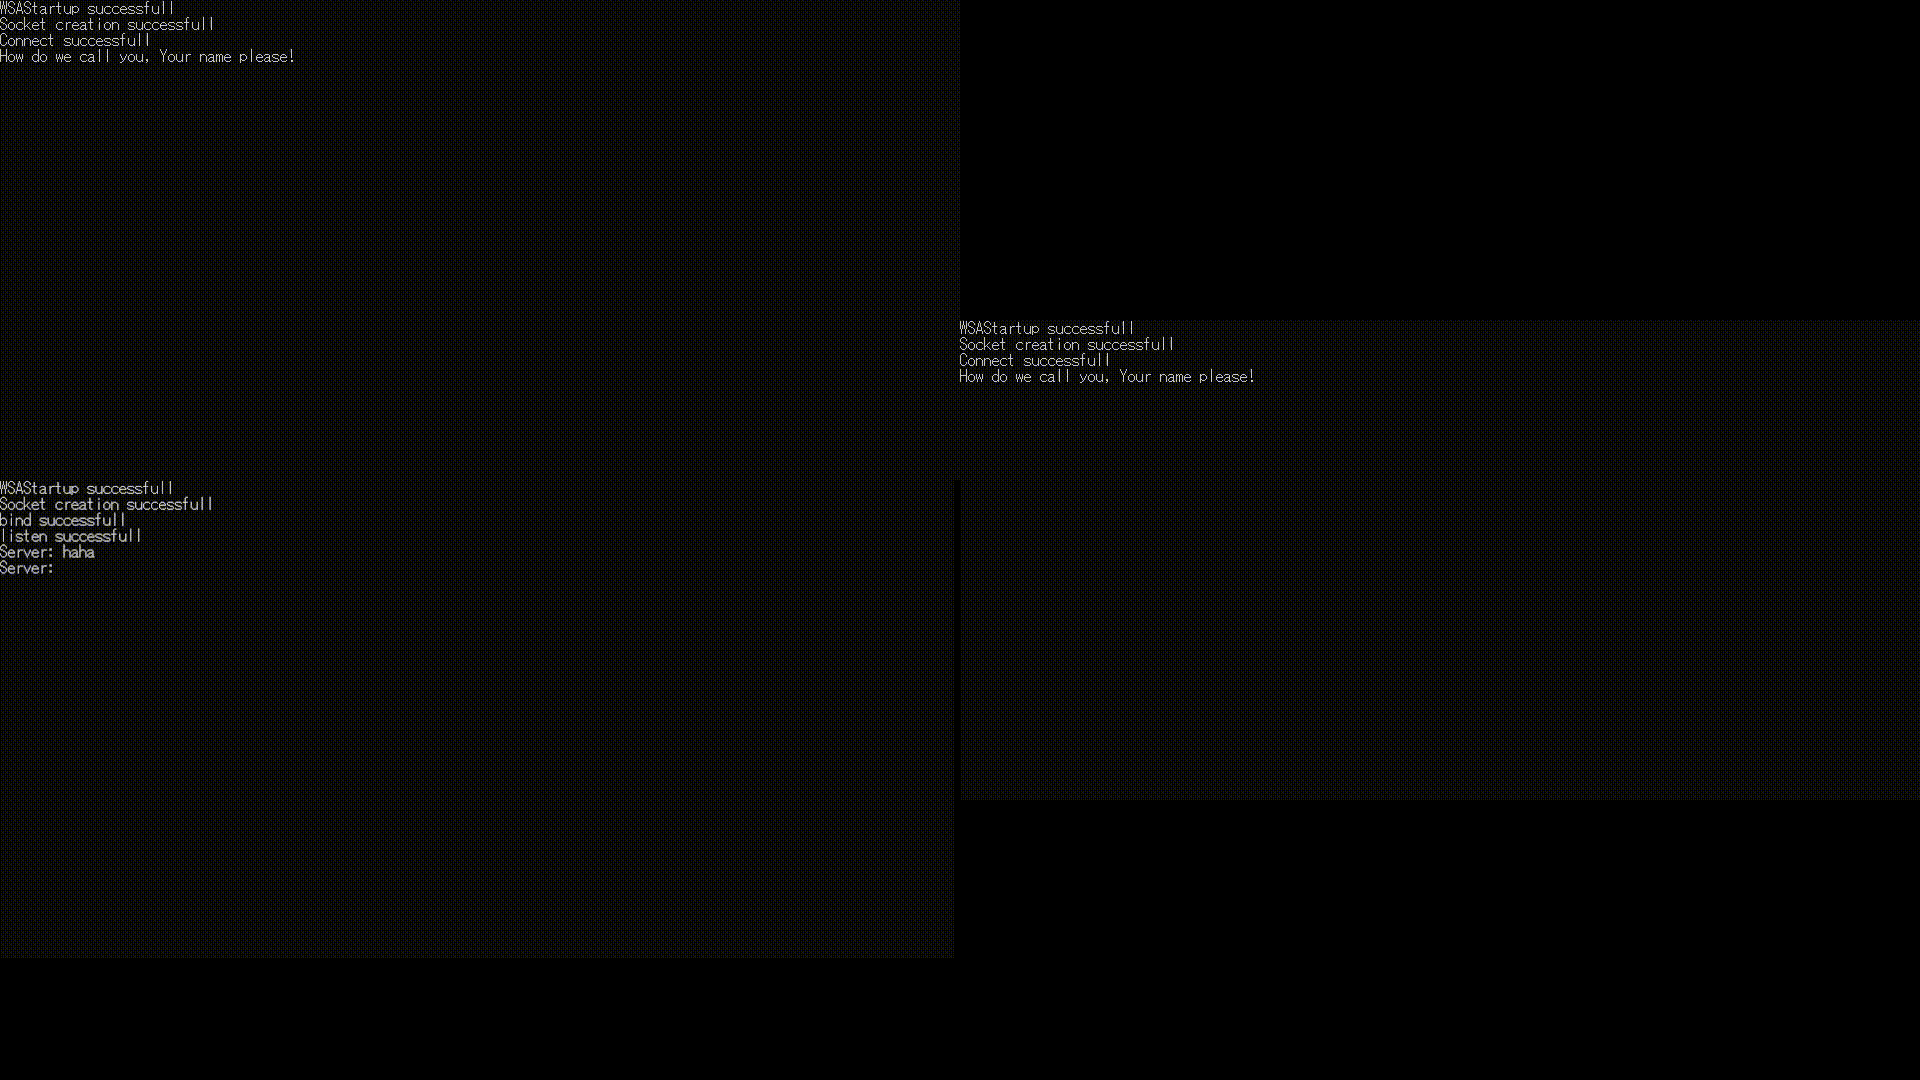 WSAStartup successfull
Socket creation successfull
Connect successfull
How do we call you, Your name please!
WSAStartup successfull
Socket creation successfull
Connect successfull
How do we call you, Your name please!
WSAStartup successfull
Socket creation successfull
bind successfull
listen successfull
Server: haha
Server: